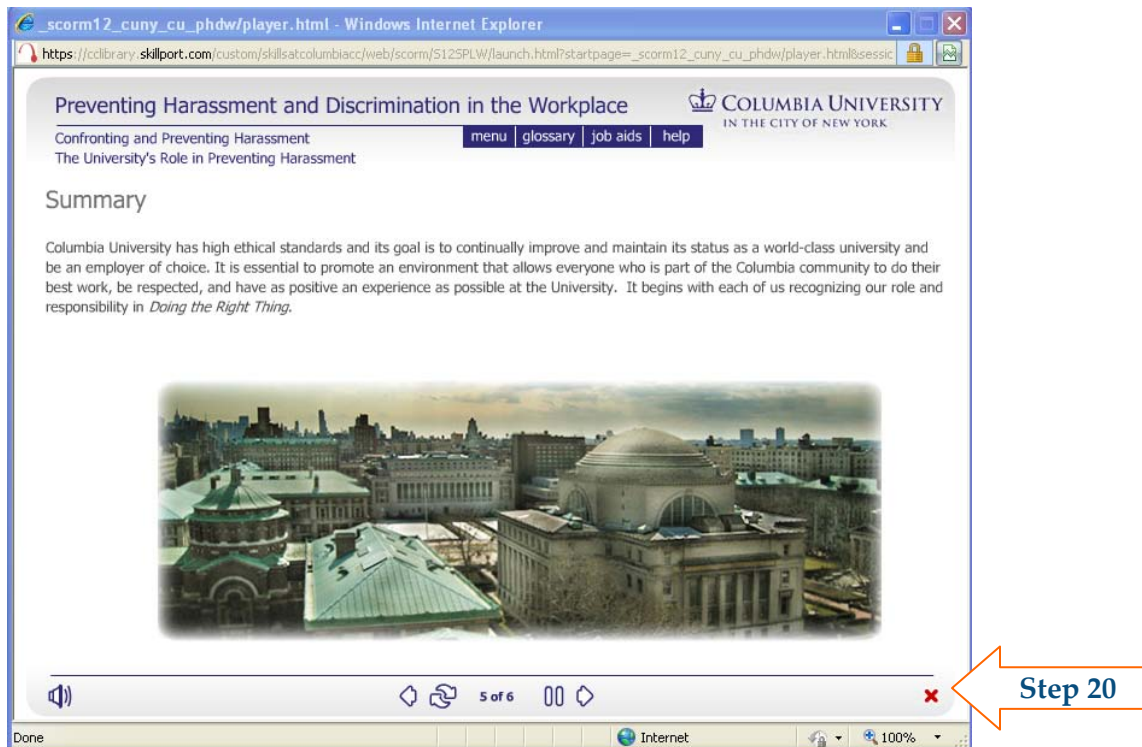 _scorm12_cuny_cu_phdw/player.html - Windows Internet Explorer
https://cclibrary.skillport.com/custom/skillsatcolumbiacc/web/scorm/S12SPLW/launch.html?startpage=_scorm12_cuny_cu_phdw/player.html&sessic
Preventing Harassment and Discrimination in the Workplace
COLUMBIA UNIVERSITY
IN THE CITY OF NEW YORK
Confronting and Preventing Harassment
menu | glossary | job aids | help
The University's Role in Preventing Harassment
Summary
Columbia University has high ethical standards and its goal is to continually improve and maintain its status as a world-class university and
be an employer of choice. It is essential to promote an environment that allows everyone who is part of the Columbia community to do their
best work, be respected, and have as positive an experience as possible at the University. It begins with each of us recognizing our role and
responsibility in Doing the Right Thing.
5 of 6
Step 20
Done
Internet
100%